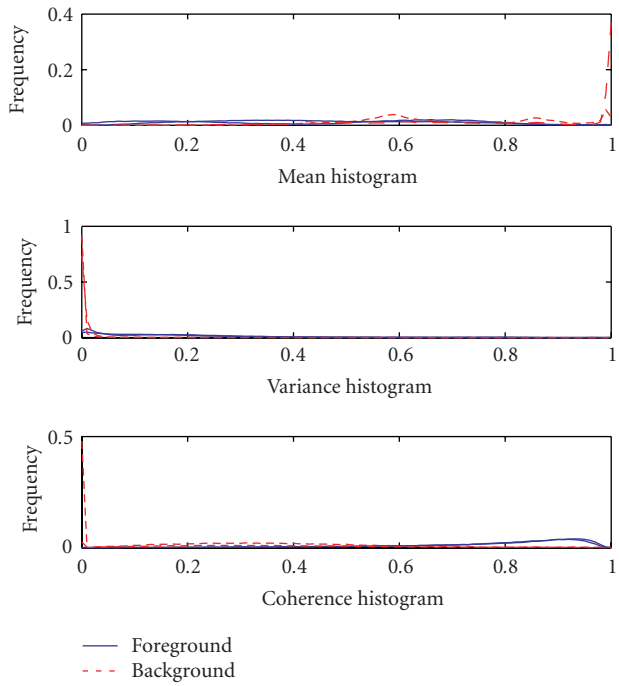 0.4
0.2
0
Frequency
0 0.2 0.4 0.6 0.8 1
Mean histogram
1
0.5
0
Frequency
0 0.2 0.4 0.6 0.8 1
Variance histogram
0.5
0
Frequency
0 0.2 0.4 0.6 0.8 1
Coherence histogram
Foreground
Background